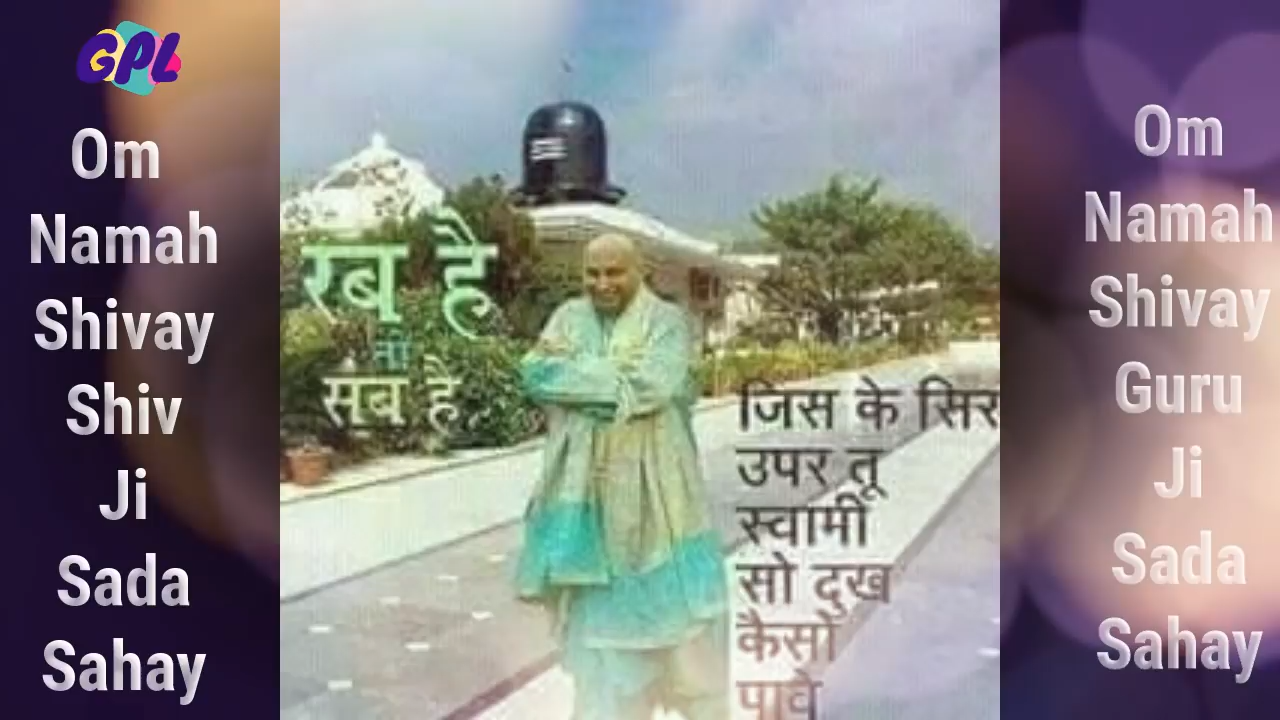 GPL
Om
Namah
Shivay
Shiv
Ji
Sada
Sahay
रब है
तो
सब है..
जिस के सिर
उपर तू
स्वामी
सो दुख
कैसो
पावे
Om
Namah
Shivay
Guru
Ji
Sada
Sahay